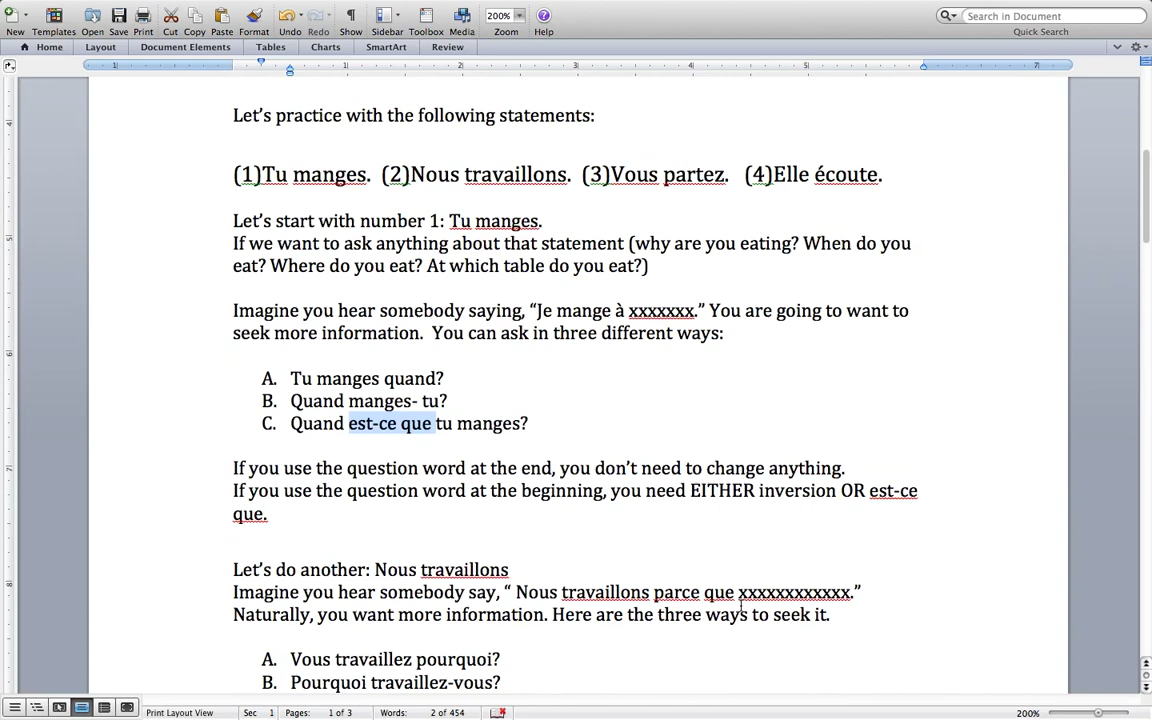 200%
Search in Document
New Templates Open Save Print Cut Copy Paste Format Undo Redo Show Sidebar Toolbox Media Zoom Help Quick Search
Home Layout Document Elements Tables Charts SmartArt Review
1 1 2 3 4 5 7
Let's practice with the following statements:
(1)Tu manges. (2)Nous travaillons. (3)Vous partez. (4)Elle écoute.
Let's start with number 1: Tu manges.
If we want to ask anything about that statement (why are you eating? When do you
eat? Where do you eat? At which table do you eat?)
Imagine you hear somebody saying, “Je mange à xxxxxxx.” You are going to want to
seek more information. You can ask in three different ways:
A. Tu manges quand?
B. Quand manges- tu?
C. Quand est-ce que tu manges?
If you use the question word at the end, you don't need to change anything.
If you use the question word at the beginning, you need EITHER inversion OR est-ce
que.
Let's do another: Nous travaillons
Imagine you hear somebody say, “ Nous travaillons parce que xxxxxxxxxxxx.”
Naturally, you want more information. Here are the three ways to seek it.
A. Vous travaillez pourquoi?
B. Pourquoi travaillez-vous?
Print Layout View Sec 1 Pages: 1 of 3 Words: 2 of 454 200%